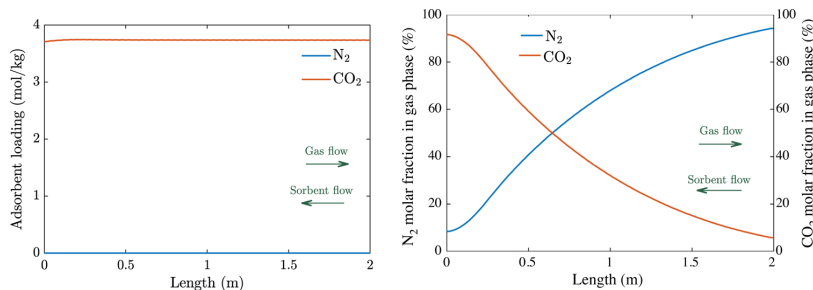 4
3
2
1
0
Adsorbent loading (mol/kg)
N₂
CO₂
Gas flow
Sorbent flow
0
0.5
1
1.5
2
Length (m)
100
80
60
40
20
0
N₂ molar fraction in gas phase (%)
N₂
CO₂
Gas flow
Sorbent flow
0
0.5
1
1.5
2
Length (m)
100
80
60
40
20
0
CO₂ molar fraction in gas phase (%)